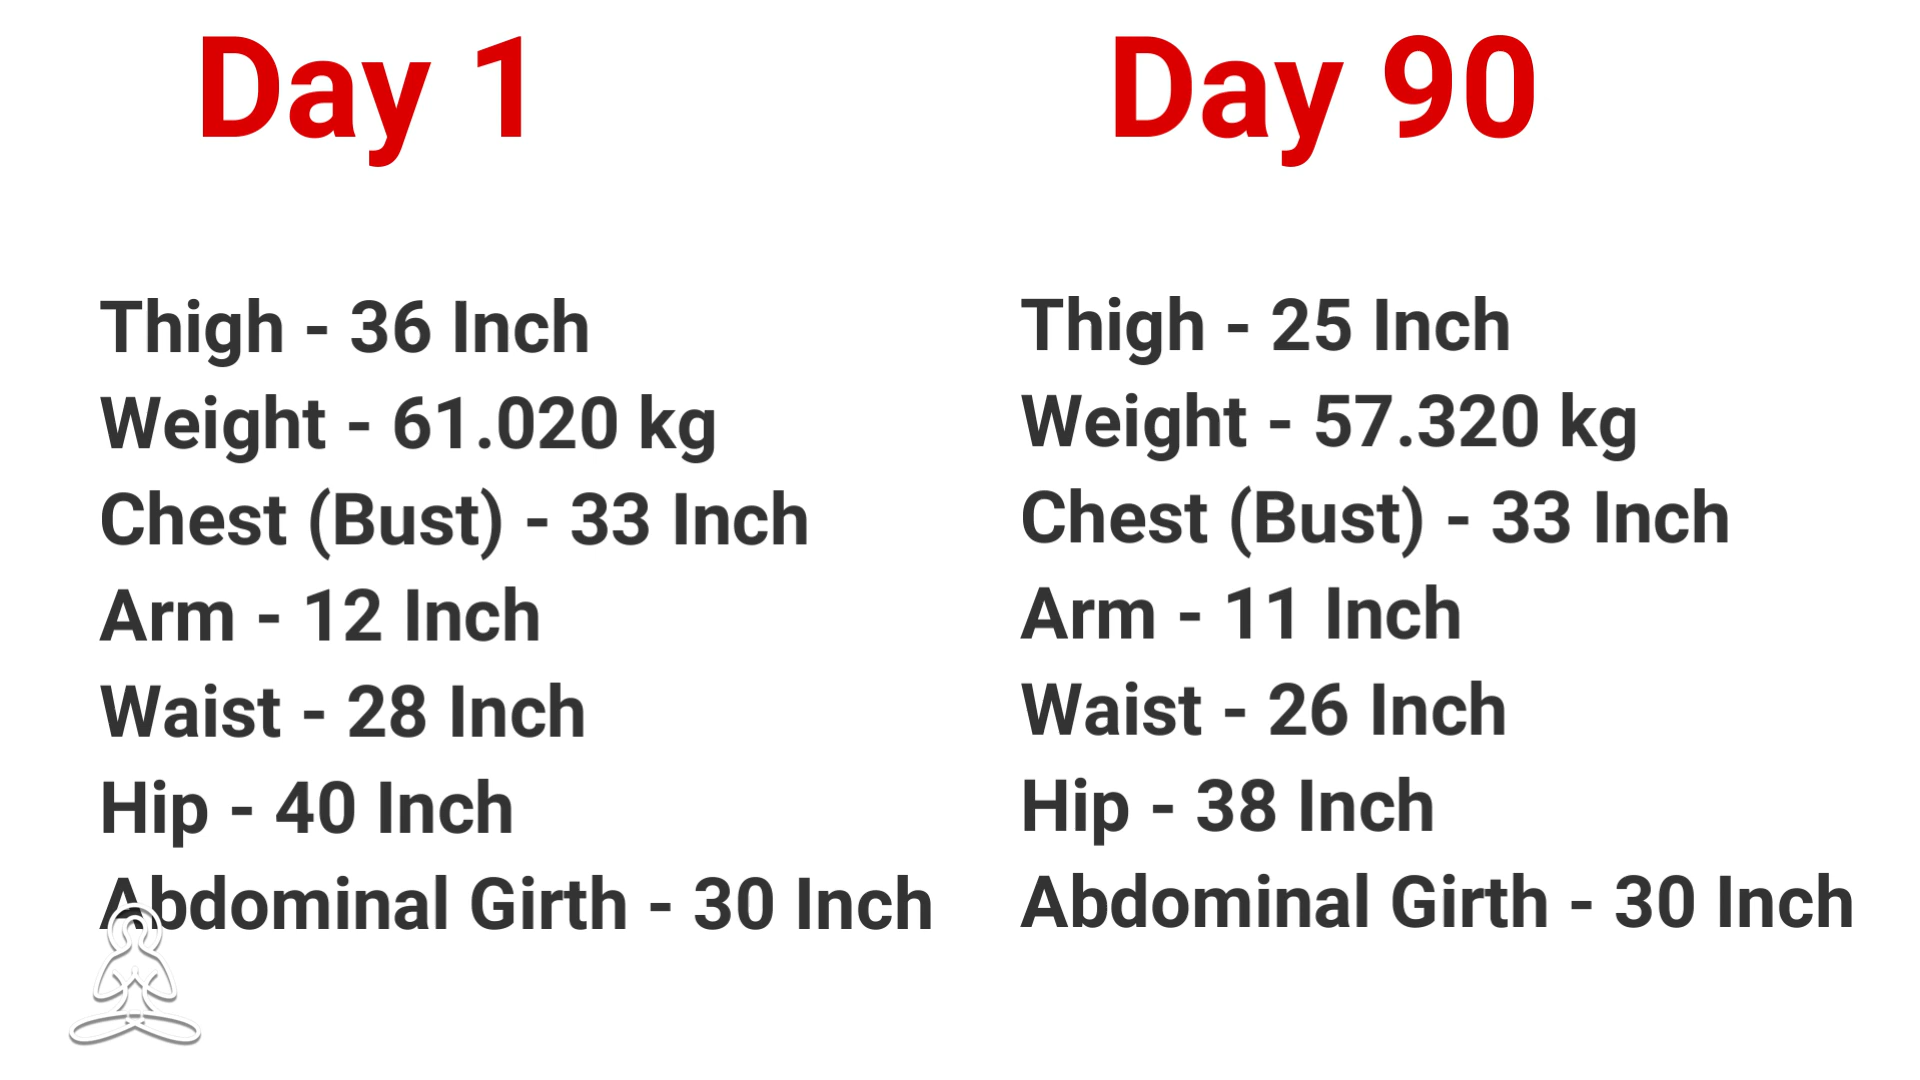 Day 1
Thigh - 36 Inch
Weight - 61.020 kg
Chest (Bust) - 33 Inch
Arm - 12 Inch
Waist - 28 Inch
Hip - 40 Inch
Abdominal Girth - 30 Inch
Day 90
Thigh - 25 Inch
Weight - 57.320 kg
Chest (Bust) - 33 Inch
Arm - 11 Inch
Waist - 26 Inch
Hip - 38 Inch
Abdominal Girth - 30 Inch